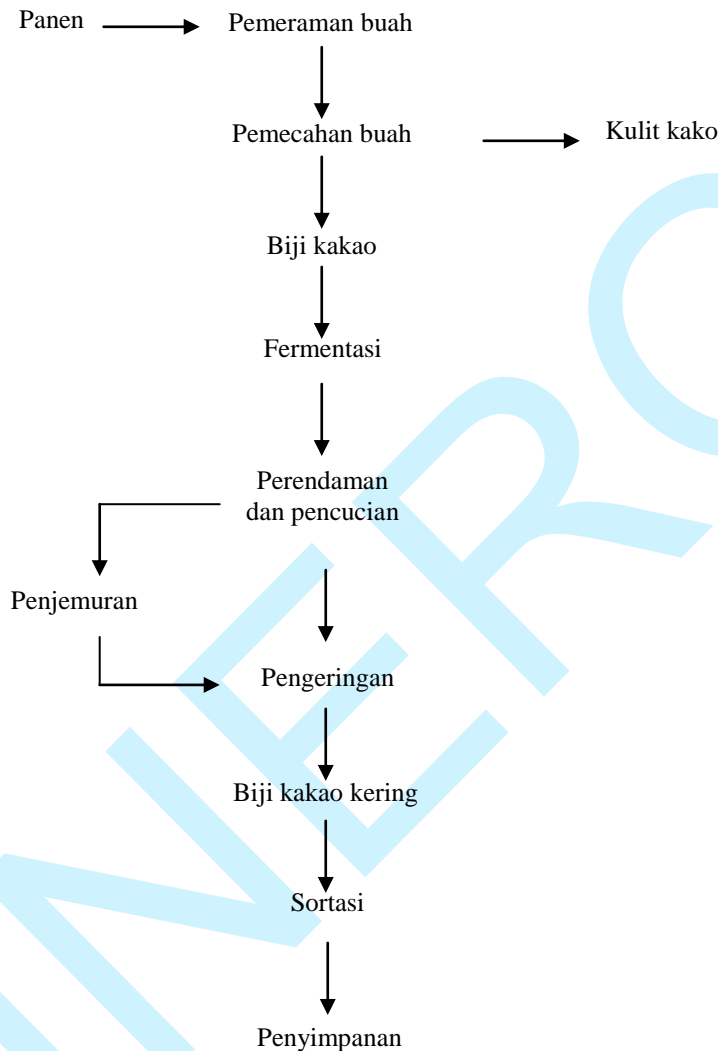 Panen
Pemeraman buah
Pemecahan buah
Kulit kako
Biji kakao
Fermentasi
Perendaman
dan pencucian
Penjemuran
Pengeringan
Biji kakao kering
Sortasi
Penyimpanan